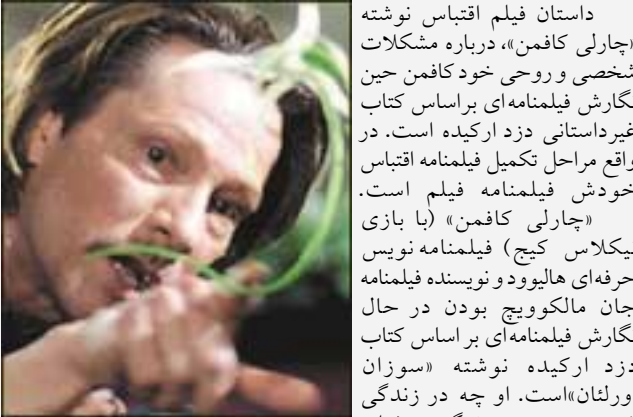 داستان فیلم اقتباس نوشته
«چارلی کافمن»، درباره مشکلات
شخصی و روحی خود کافمن حین
نگارش فیلمنامه‌ای براساس کتاب
غیرداستانی دزد ارکیده است. در
واقع مراحل تکمیل فیلمنامه اقتباس
خودش فیلمنامه فیلم است.
«چارلی کافمن» (با بازی
نیکلاس کیج) فیلمنامه نویس
حرفه‌ای هالیوود و نویسنده فیلمنامه
جان مالکوویچ بودن در حال
نگارش فیلمنامه‌ای بر اساس کتاب
دزد ارکیده نوشته «سوزان
اورلئان» است. او چه در زندگی